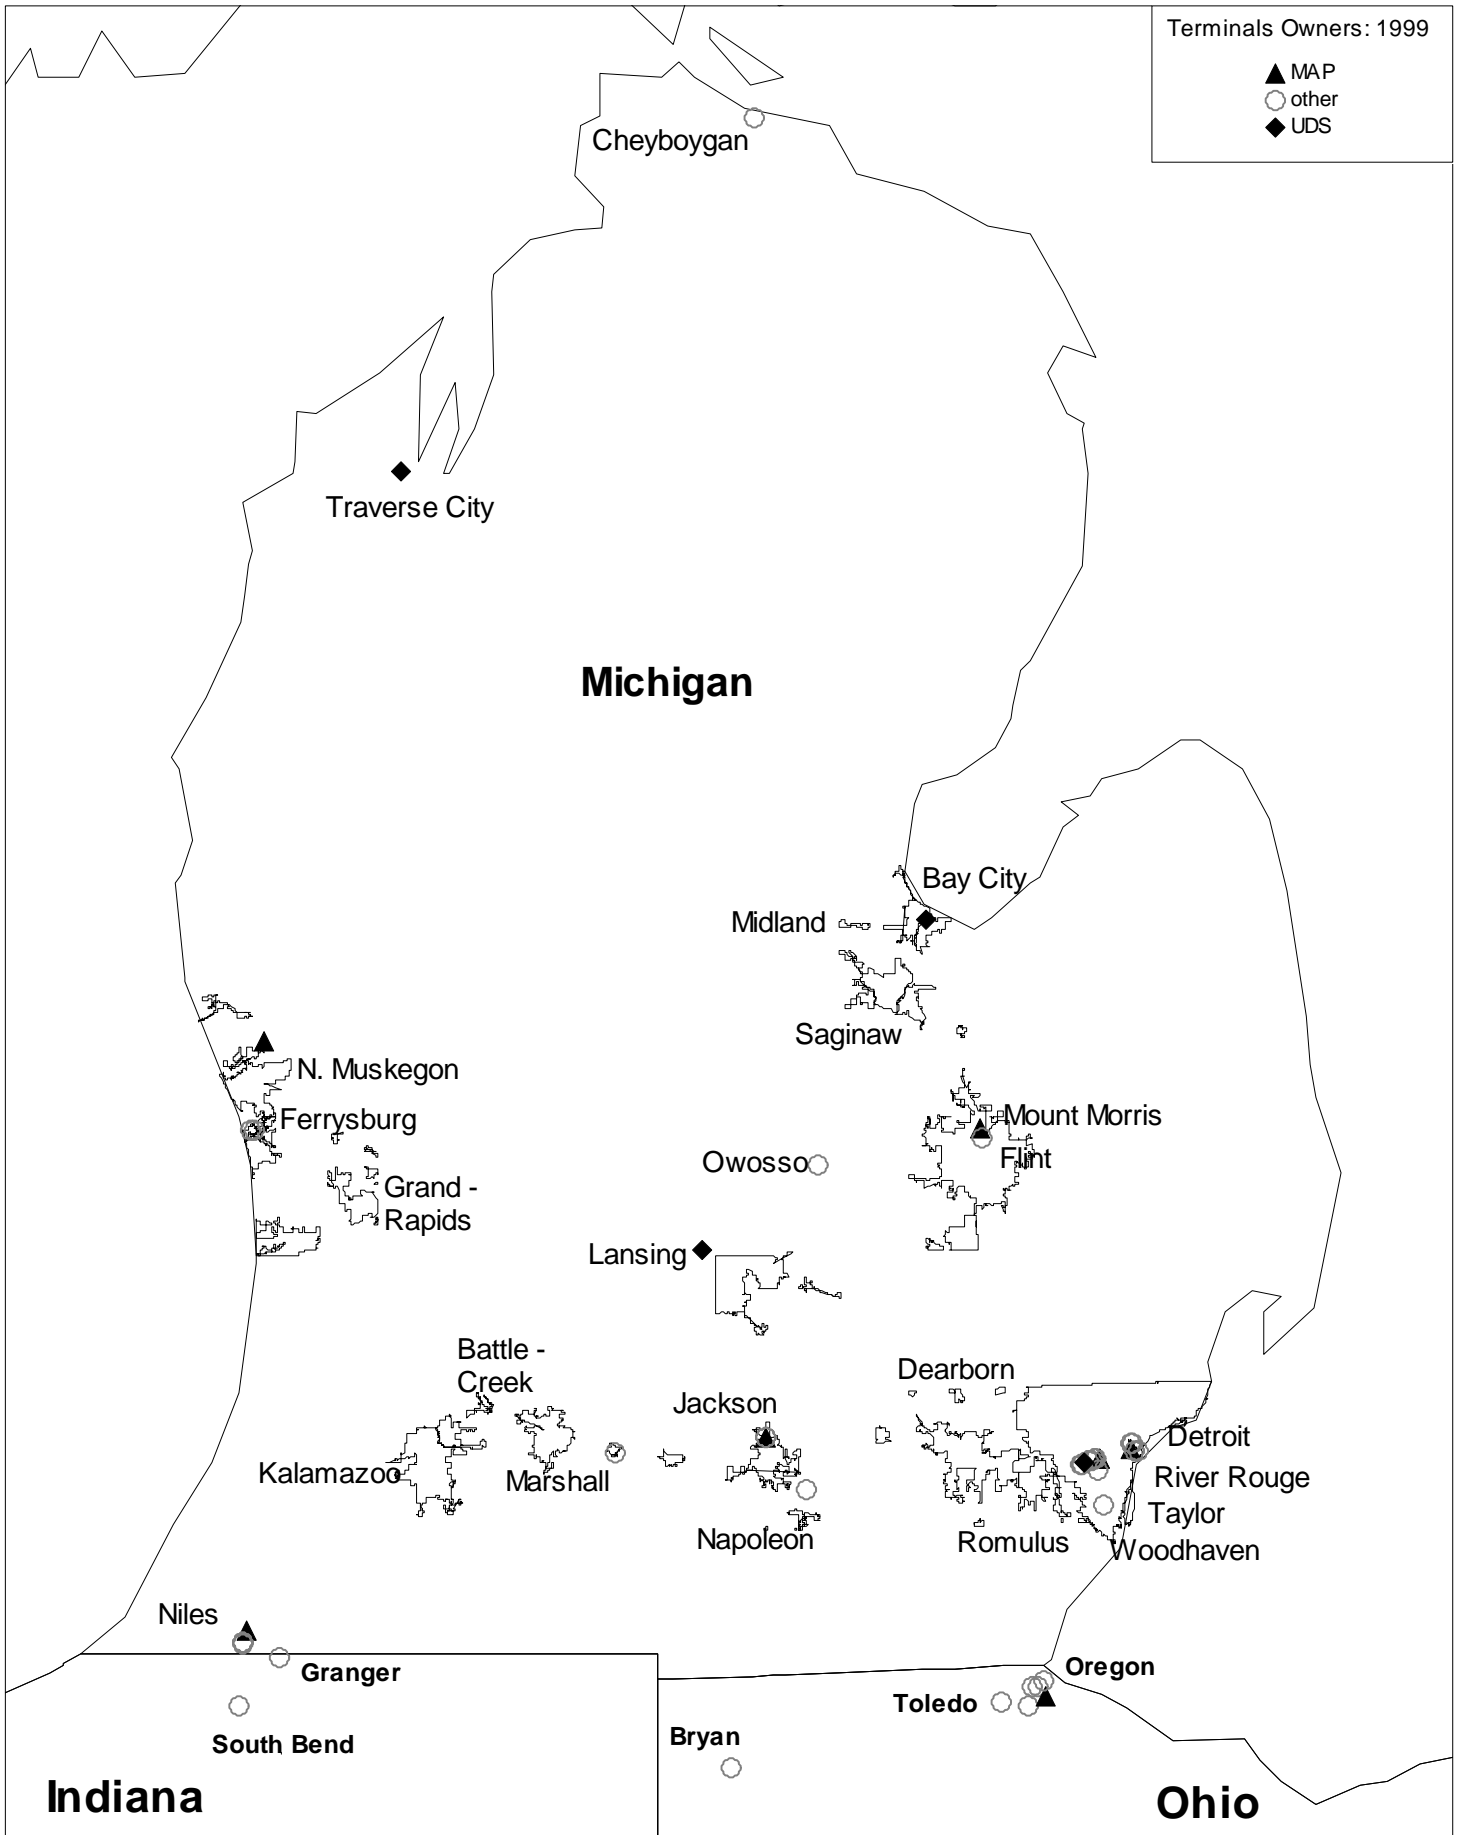 Terminals Owners: 1999
MAP
other
UDS
Cheyboygan
Traverse City
Michigan
Bay City
Midland
Saginaw
N. Muskegon
Ferrysburg
Mount Morris
Flint
Owosso
Grand -
Rapids
Lansing
Battle -
Creek
Dearborn
Jackson
Detroit
Kalamazoo
Marshall
River Rouge
Taylor
Napoleon
Romulus
Woodhaven
Niles
Granger
Oregon
Toledo
South Bend
Bryan
Indiana
Ohio